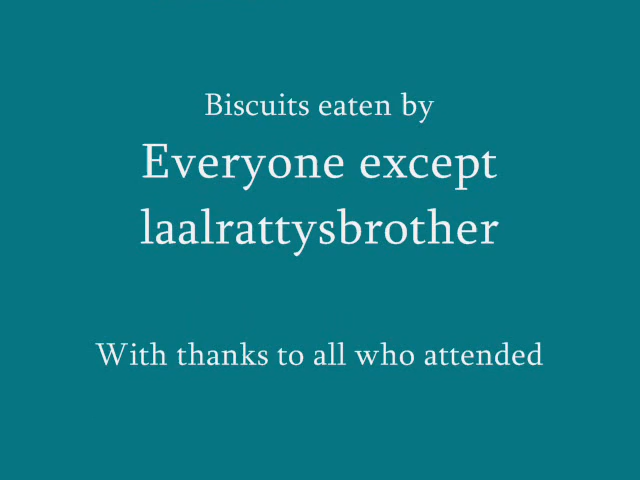 Biscuits eaten by
Everyone except
laalrattysbrother
With thanks to all who attended